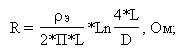 R = ρэ/2*П*L *Ln 4*L/D , Ом;